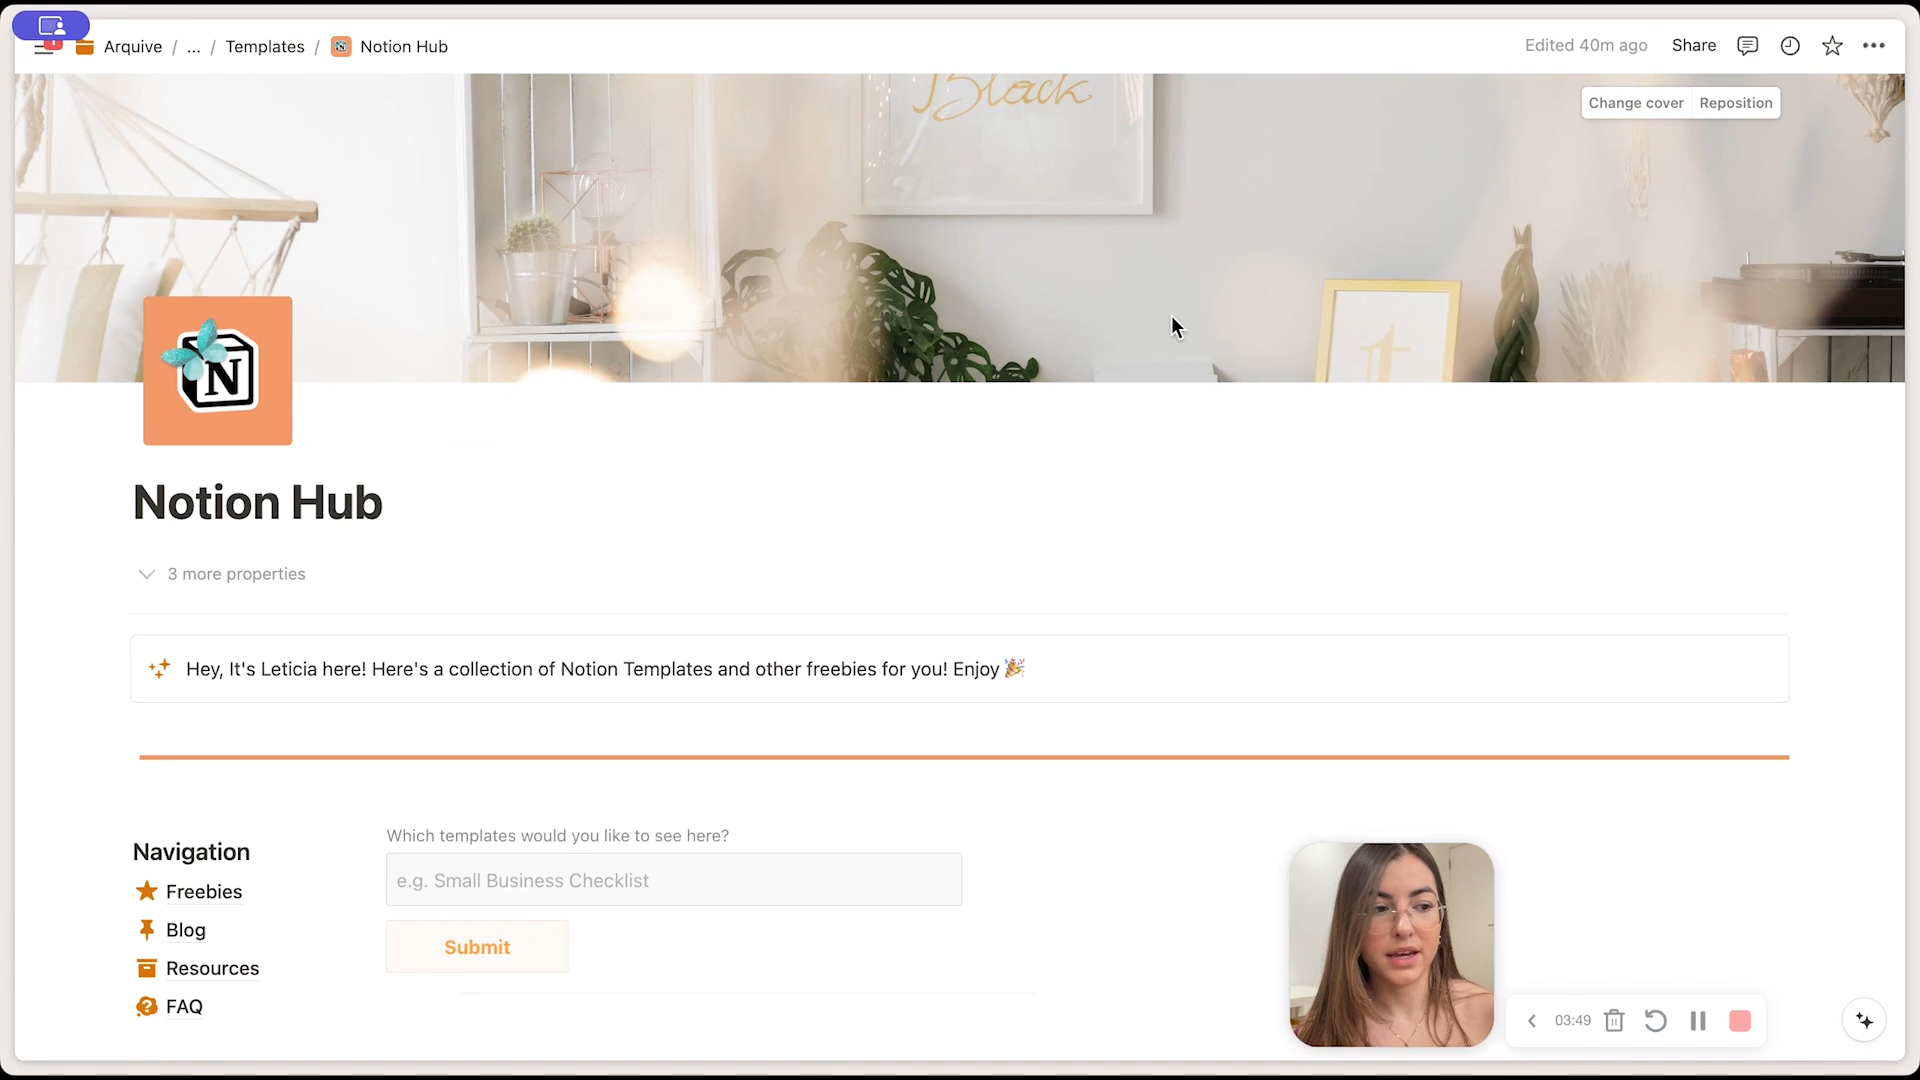 Arquive / ... / Templates / Notion Hub
Edited 40m ago Share
Black
Change cover Reposition
N
Notion Hub
3 more properties
Hey, It's Leticia here! Here's a collection of Notion Templates and other freebies for you! Enjoy 🎉
Navigation
Freebies
Blog
Resources
FAQ
Which templates would you like to see here?
e.g. Small Business Checklist
Submit
03:49